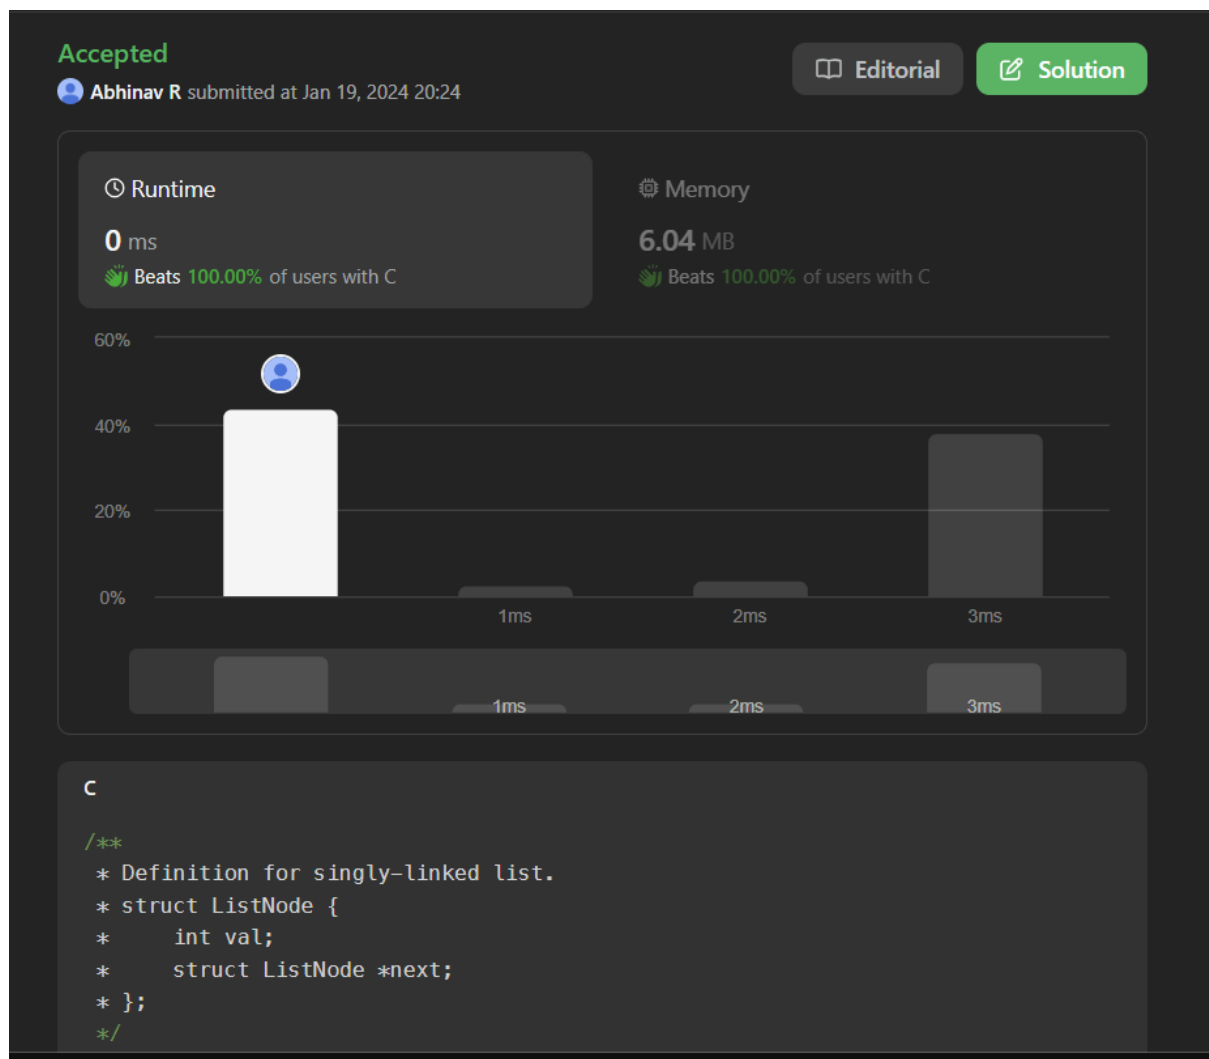 Accepted
Editorial
Solution
Abhinav R submitted at Jan 19, 2024 20:24
Runtime
Memory
0 ms
6.04 MB
Beats 100.00% of users with C
Beats 100.00% of users with C
60%
40%
20%
0%
1ms 2ms 3ms
1ms 2ms 3ms
C
/**
 * Definition for singly-linked list.
 * struct ListNode {
 *     int val;
 *     struct ListNode *next;
 * };
 */